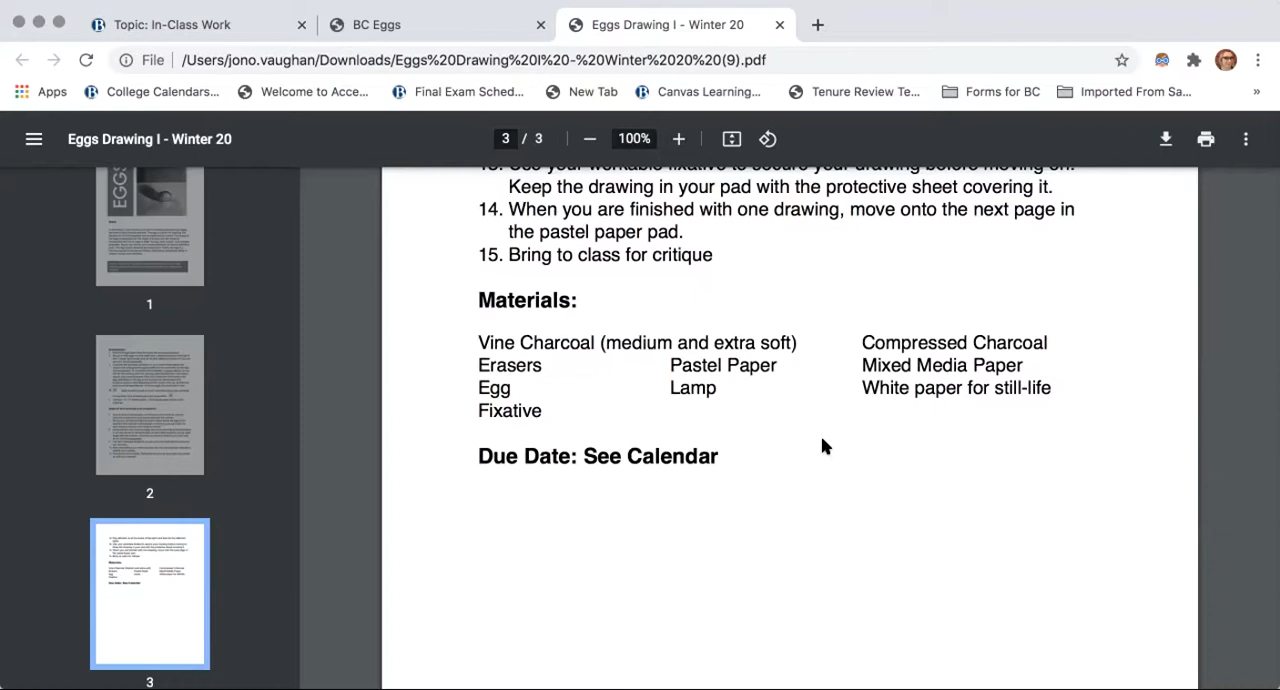 Topic: In-Class Work
BC Eggs
Eggs Drawing I - Winter 20
File
/Users/jono.vaughan/Downloads/Eggs%20Drawing%20I%20-%20Winter%2020%20(9).pdf
Apps
College Calendars...
Welcome to Acce...
Final Exam Sched...
New Tab
Canvas Learning...
Tenure Review Te...
Forms for BC
Imported From Sa...
»
Eggs Drawing I - Winter 20
3 / 3
100%
EGGS
1
2
3
Use your workable fixative to secure your drawing before moving on.
Keep the drawing in your pad with the protective sheet covering it.
14. When you are finished with one drawing, move onto the next page in
the pastel paper pad.
15. Bring to class for critique
Materials:
Vine Charcoal (medium and extra soft) Compressed Charcoal
Erasers Pastel Paper Mixed Media Paper
Egg Lamp White paper for still-life
Fixative
Due Date: See Calendar